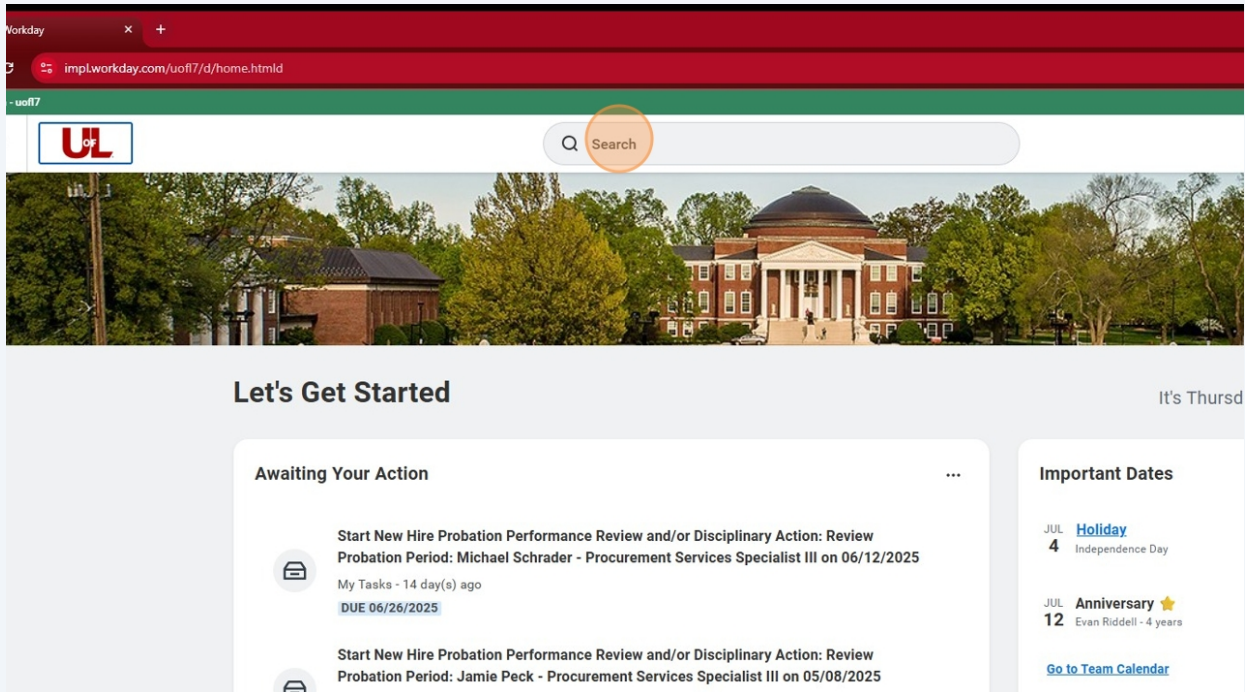 Workday
impl.workday.com/uofl7/d/home.htmld
- uofl7
U OF L
Search
Let's Get Started
It's Thursd
Awaiting Your Action
Important Dates
Start New Hire Probation Performance Review and/or Disciplinary Action: Review
Probation Period: Michael Schrader - Procurement Services Specialist III on 06/12/2025
My Tasks - 14 day(s) ago
DUE 06/26/2025
Start New Hire Probation Performance Review and/or Disciplinary Action: Review
Probation Period: Jamie Peck - Procurement Services Specialist III on 05/08/2025
JUL Holiday
4 Independence Day
JUL Anniversary
12 Evan Riddell - 4 years
Go to Team Calendar